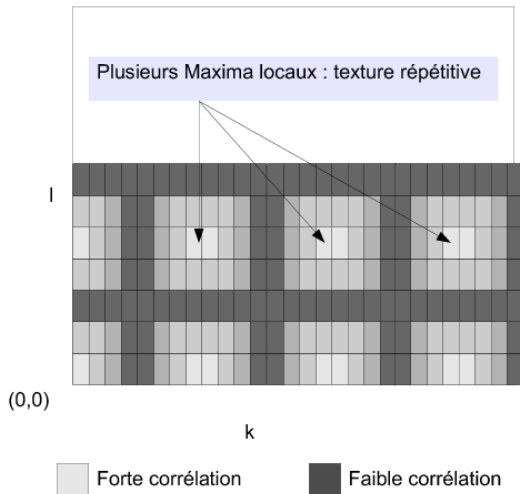 Plusieurs Maxima locaux : texture répétitive
l
(0,0)
k
Forte corrélation
Faible corrélation